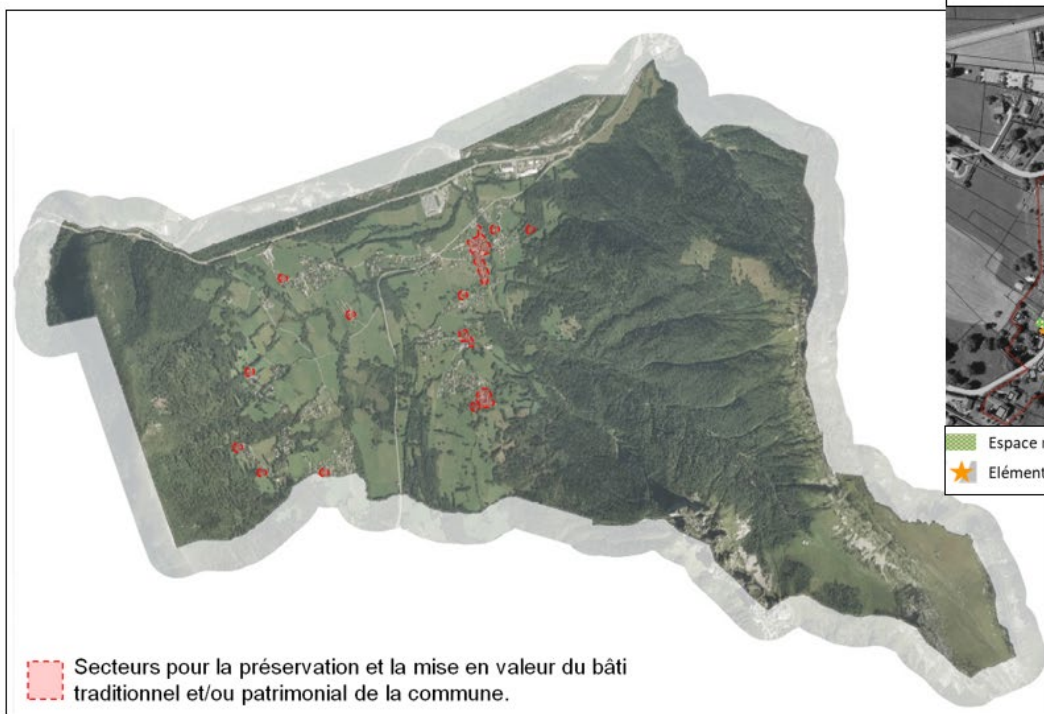 Secteurs pour la préservation et la mise en valeur du bâti
traditionnel et/ou patrimonial de la commune.
Espace
Elément